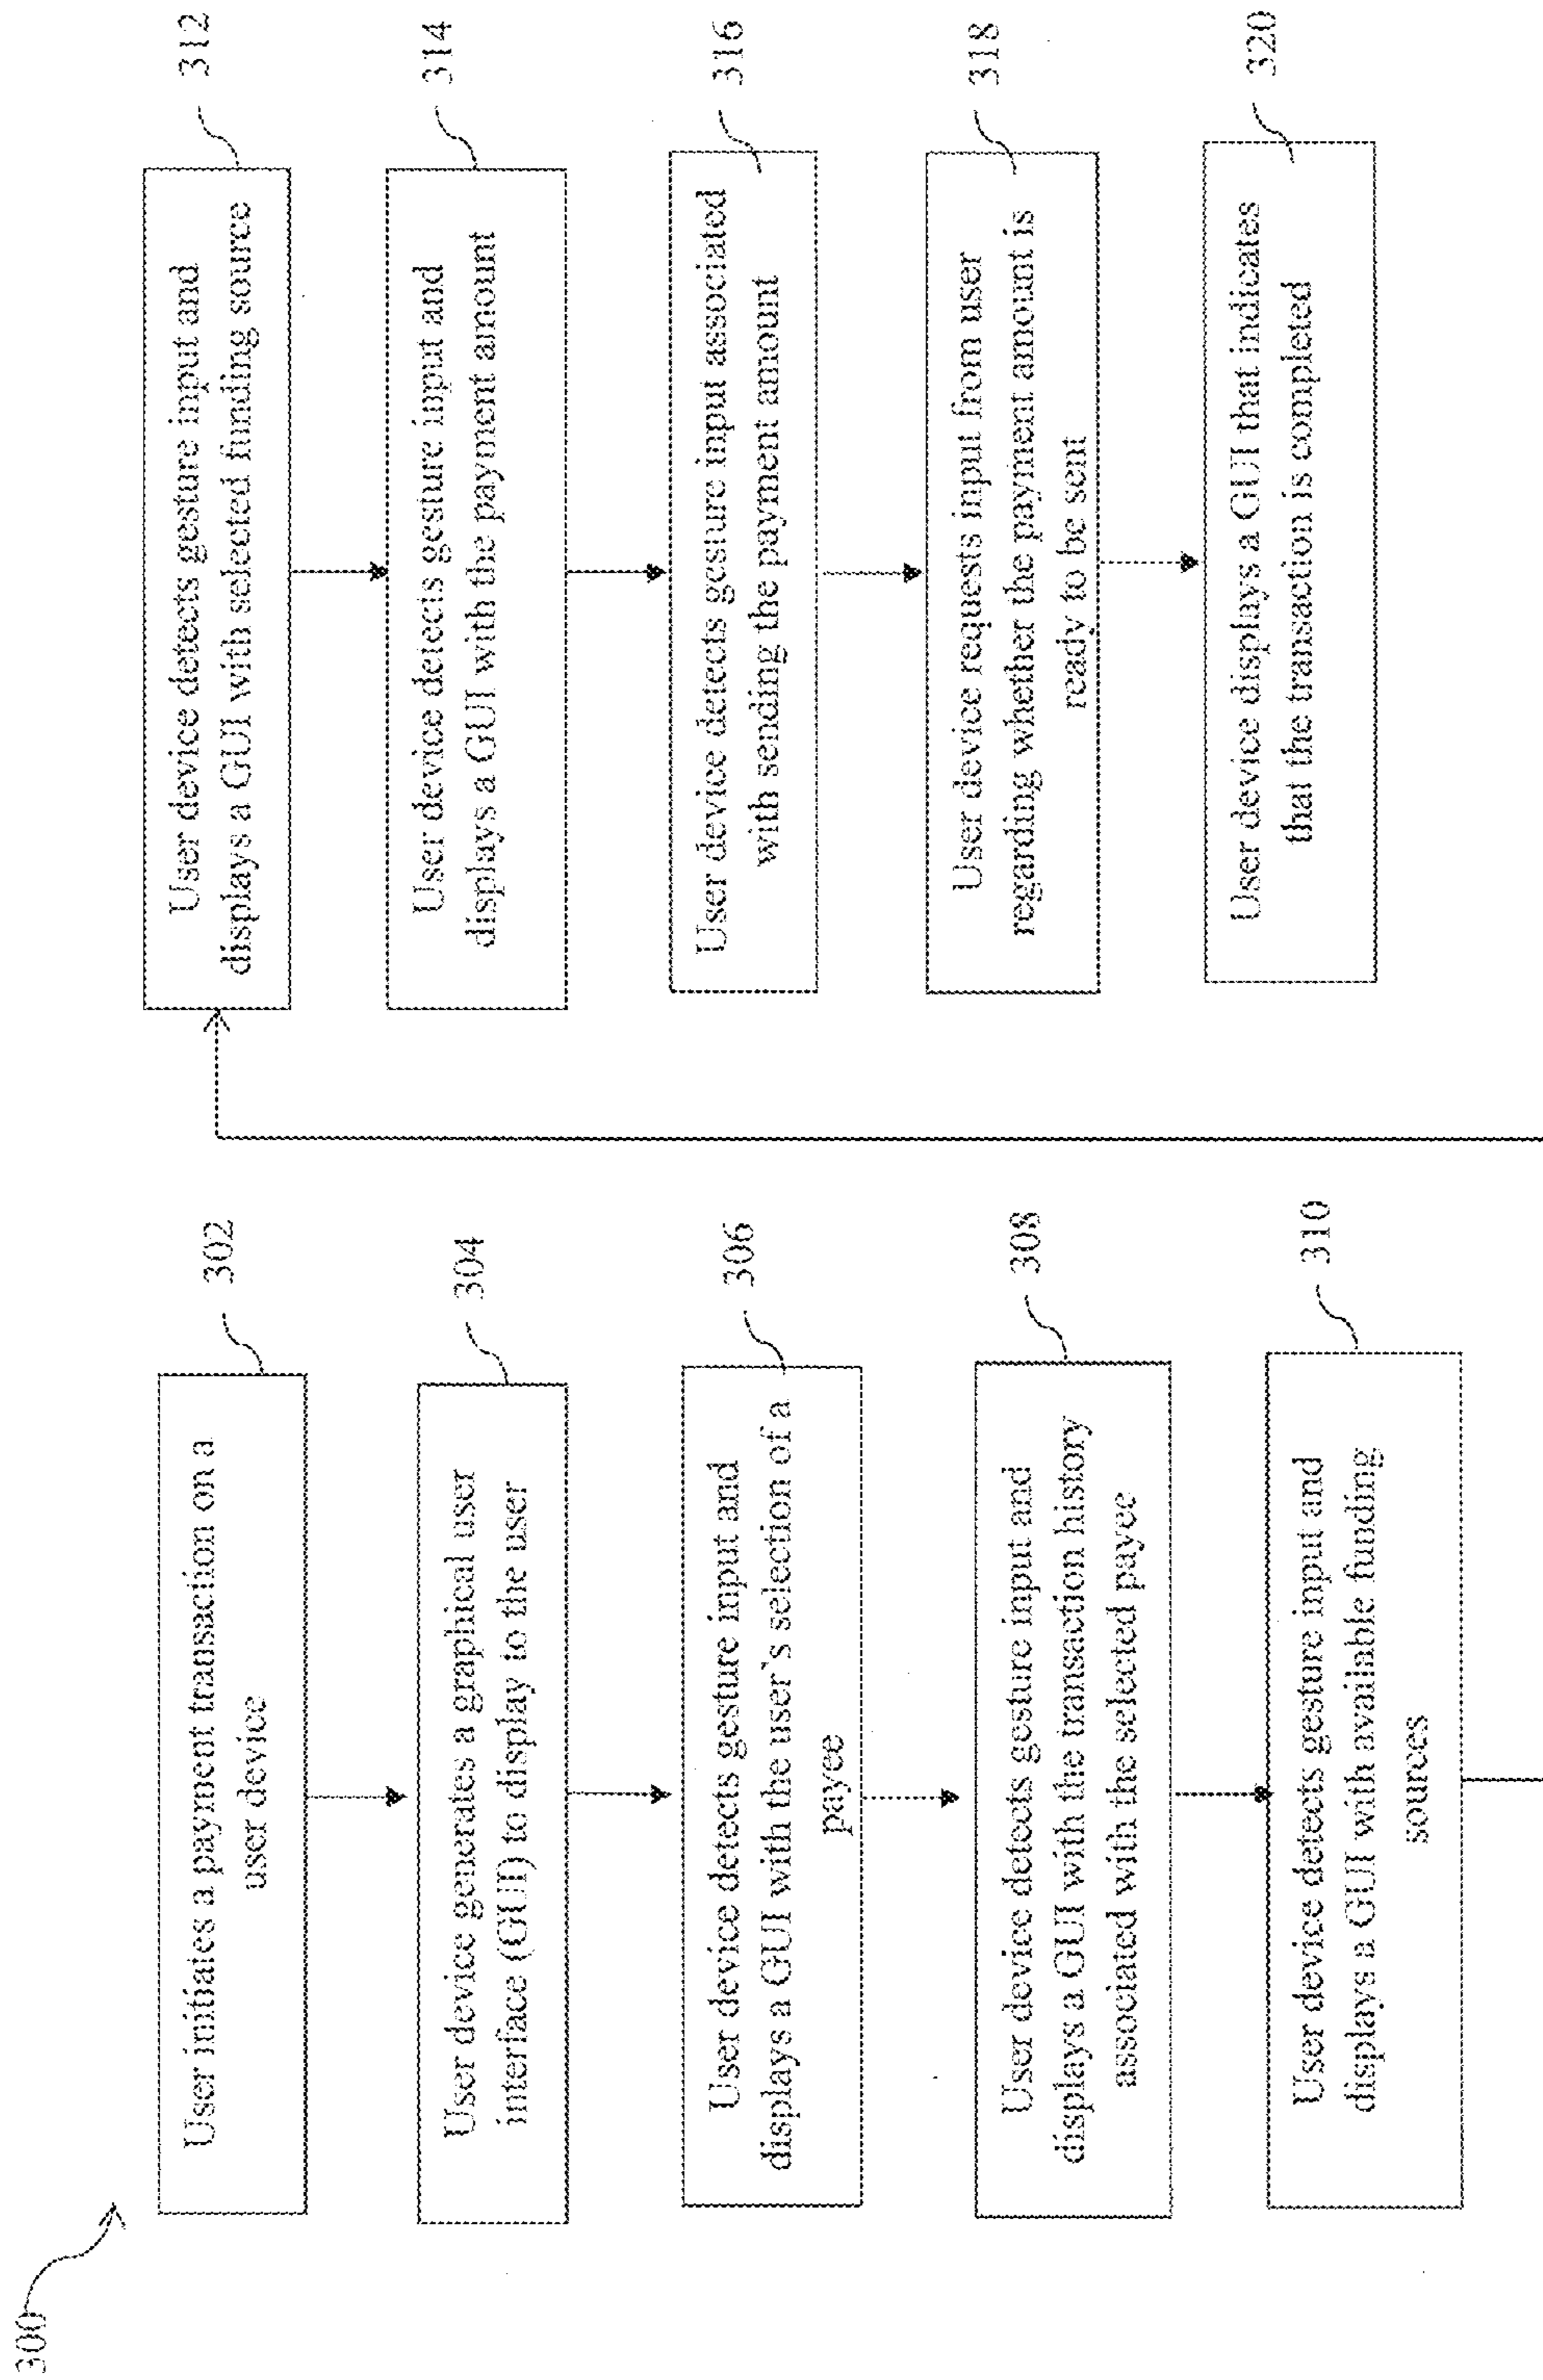 300
User initiates a payment transaction on a
user device
302
User device generates a graphical user
interface (GUI) to display to the user
304
User device detects gesture input and
displays a GUI with the user's selection of a
payee
306
User device detects gesture input and
displays a GUI with the transaction history
associated with the selected payee
308
User device detects gesture input and
displays a GUI with available funding
sources
310
User device detects gesture input and
displays a GUI with selected funding source
312
User device detects gesture input and
displays a GUI with the payment amount
314
User device detects gesture input associated
with sending the payment amount
316
User device requests input from user
regarding whether the payment amount is
ready to be sent
318
User device displays a GUI that indicates
that the transaction is completed
320